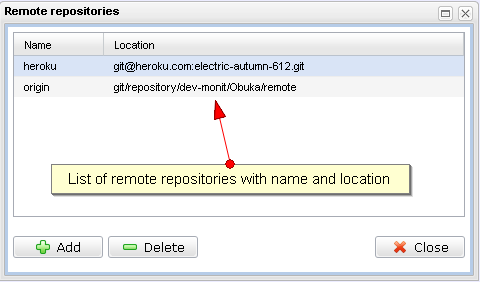 Remote repositories
Name Location
heroku git@heroku.com:electric-autumn-612.git
origin git/repository/dev-monit/Obuka/remote
List of remote repositories with name and location
Add Delete Close